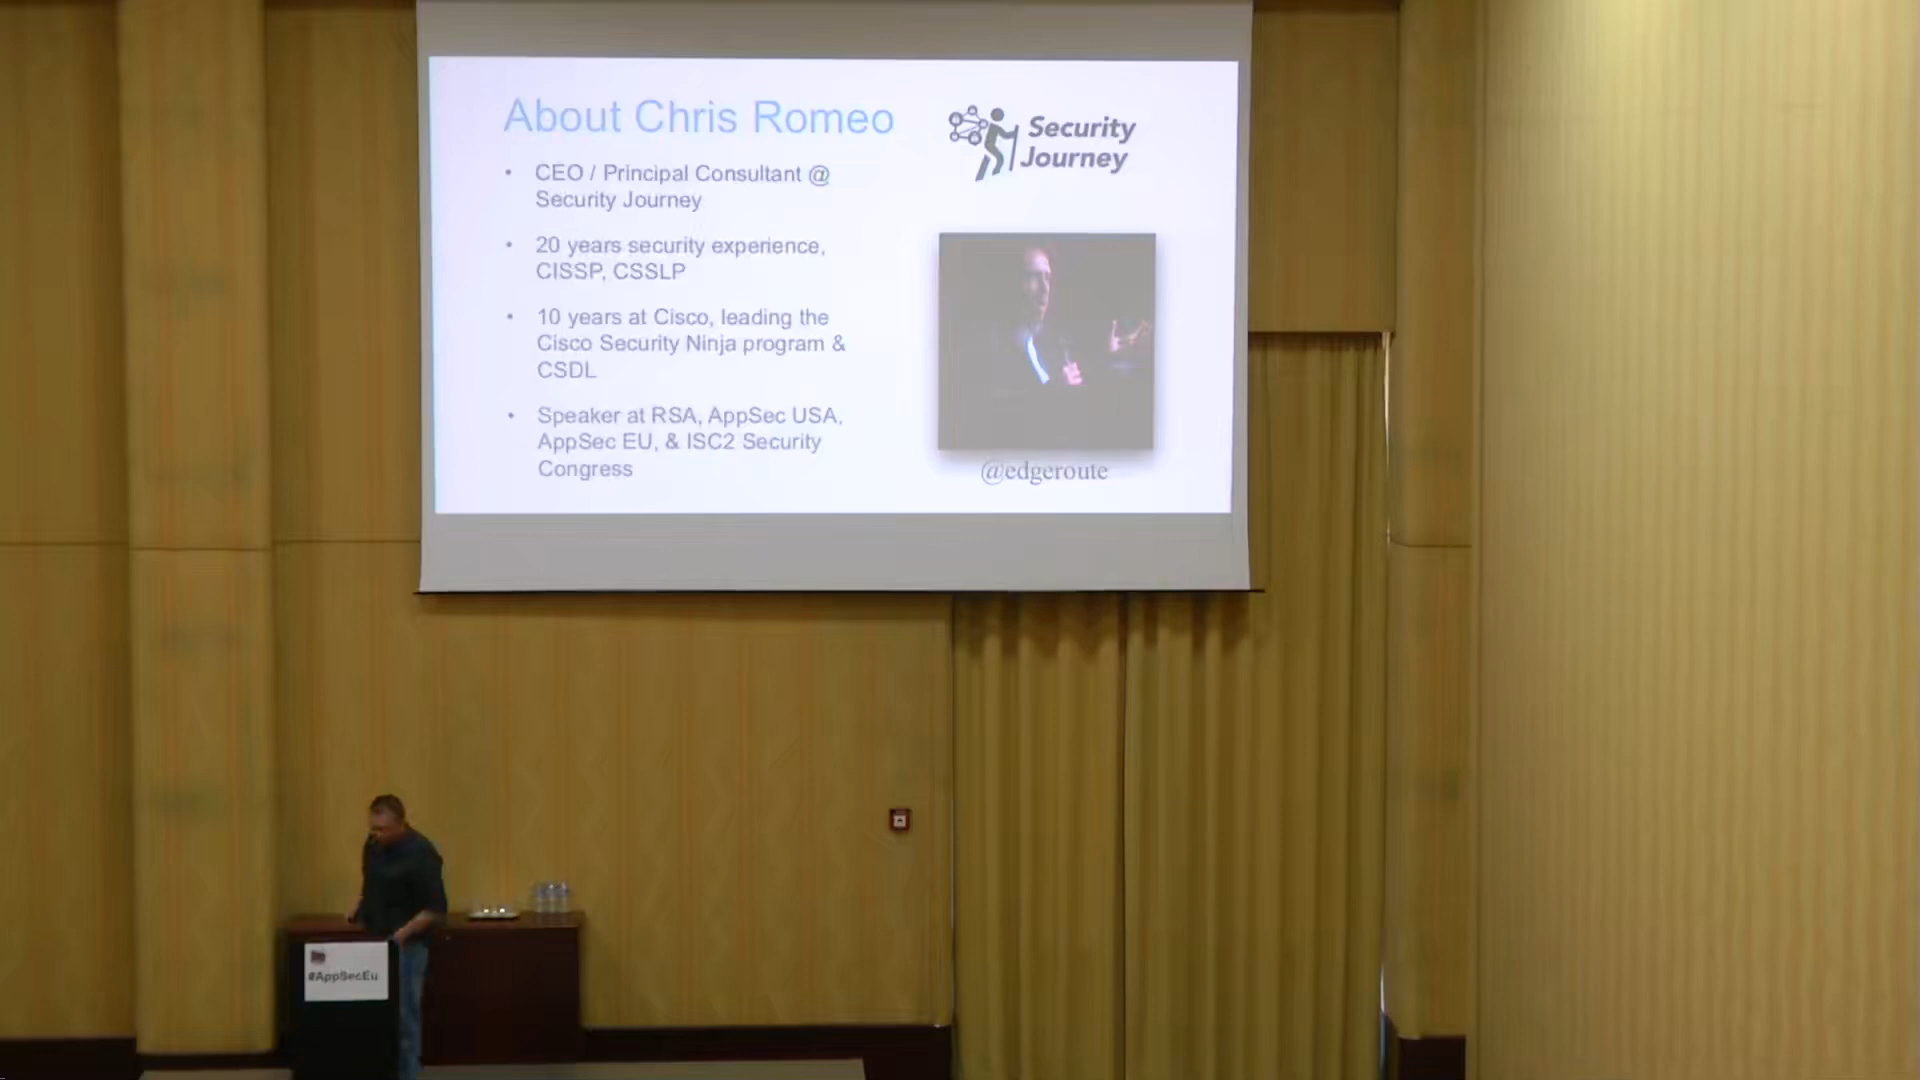 About Chris Romeo
Security
Journey
• CEO / Principal Consultant @
Security Journey
• 20 years security experience,
CISSP, CSSLP
• 10 years at Cisco, leading the
Cisco Security Ninja program &
CSDL
• Speaker at RSA, AppSec USA,
AppSec EU, & ISC2 Security
Congress
@edgeroute
#AppSecEu